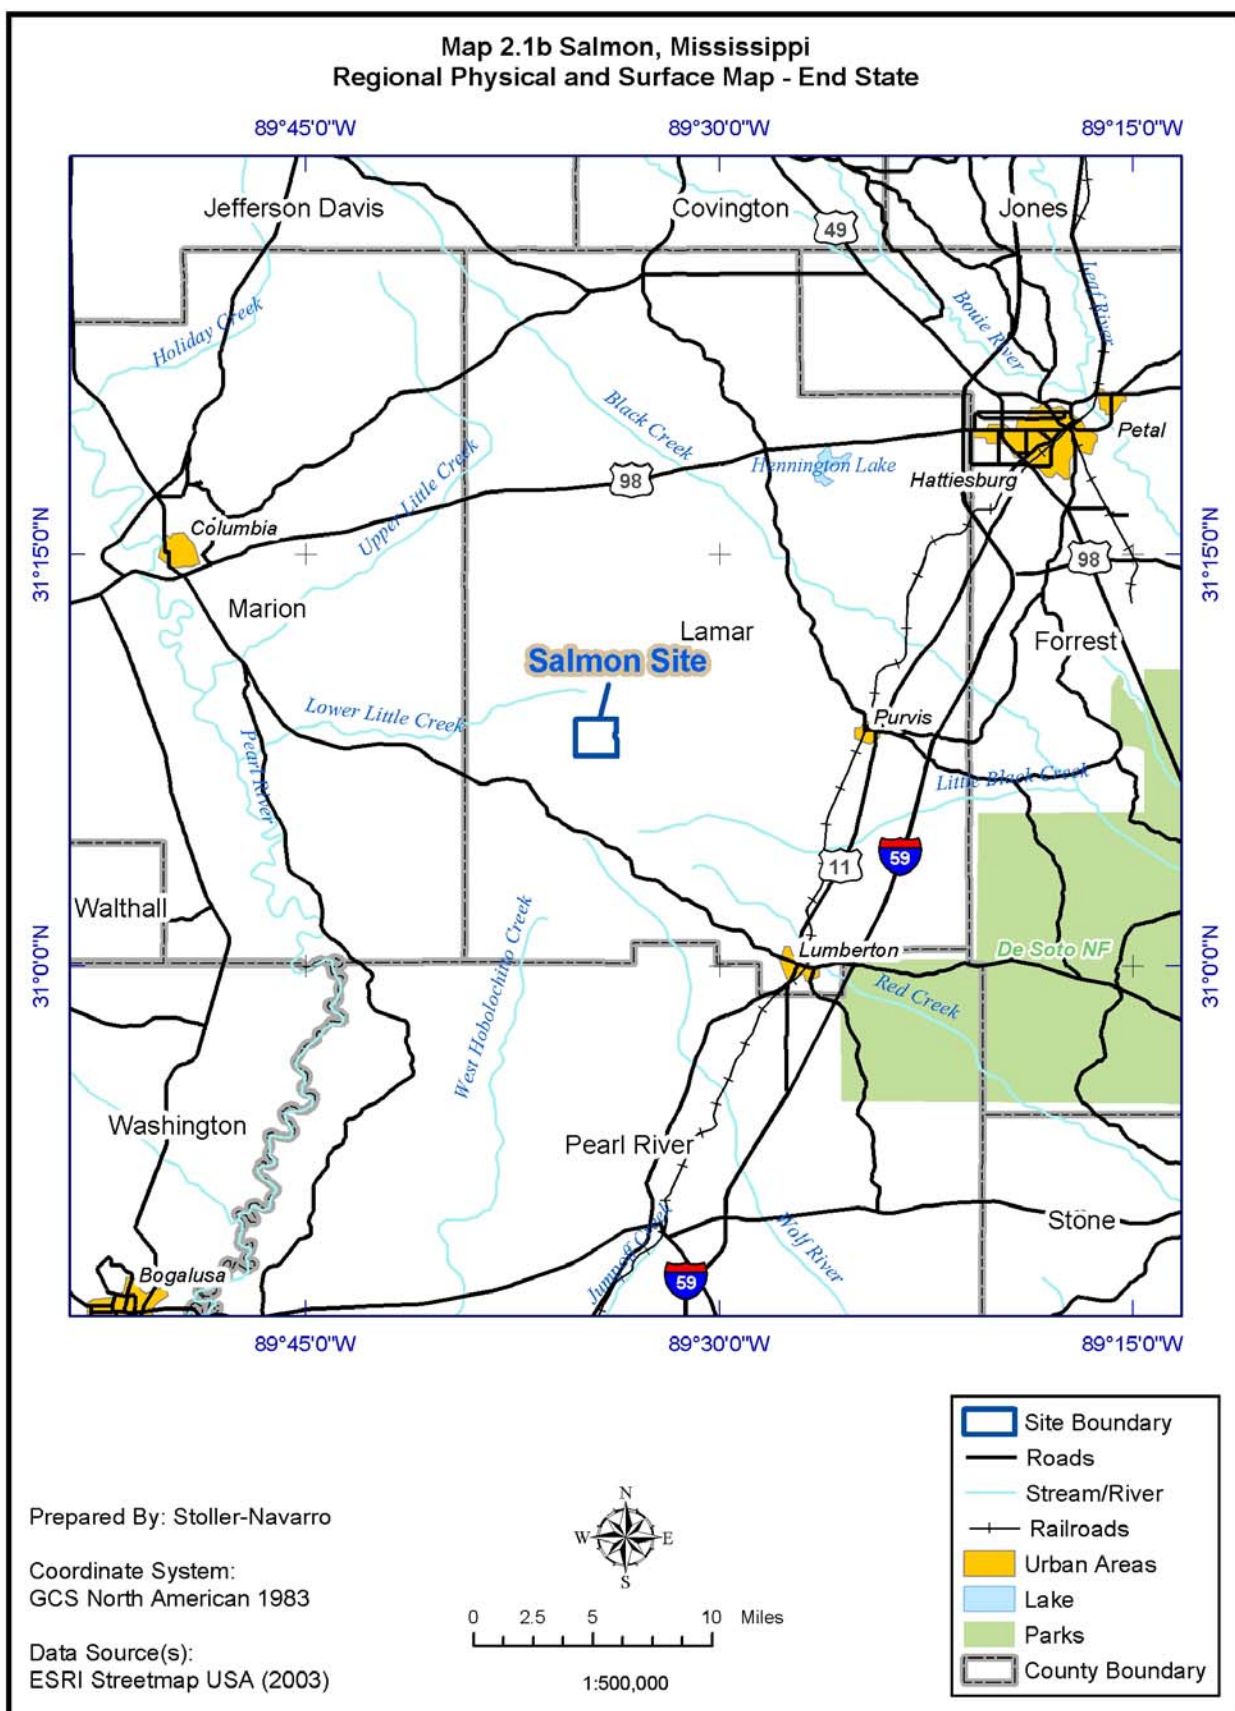 Map 2.1b Salmon, Mississippi
Regional Physical and Surface Map - End State
89°45'0"W
89°30'0"W
89°15'0"W
Jefferson Davis
Covington
Jones
49
Leaf River
Bouie River
Holiday Creek
Black Creek
Petal
Hennington Lake
98
Hattiesburg
Upper Little Creek
Columbia
31°15'0"N
31°15'0"N
98
Marion
Lamar
Forrest
Salmon Site
Lower Little Creek
Purvis
Pearl River
Little Black Creek
11
59
Walthall
West Hobolochitto Creek
Lumberton
De Soto NF
31°0'0"N
31°0'0"N
Red Creek
Washington
Pearl River
Stone
Jumpoff Creek
Wolf River
Bogalusa
59
89°45'0"W
89°30'0"W
89°15'0"W
Site Boundary
Roads
Stream/River
Railroads
Urban Areas
Lake
Parks
County Boundary
Prepared By: Stoller-Navarro
Coordinate System:
GCS North American 1983
Data Source(s):
ESRI Streetmap USA (2003)
N
W
E
S
0 2.5 5 10 Miles
1:500,000